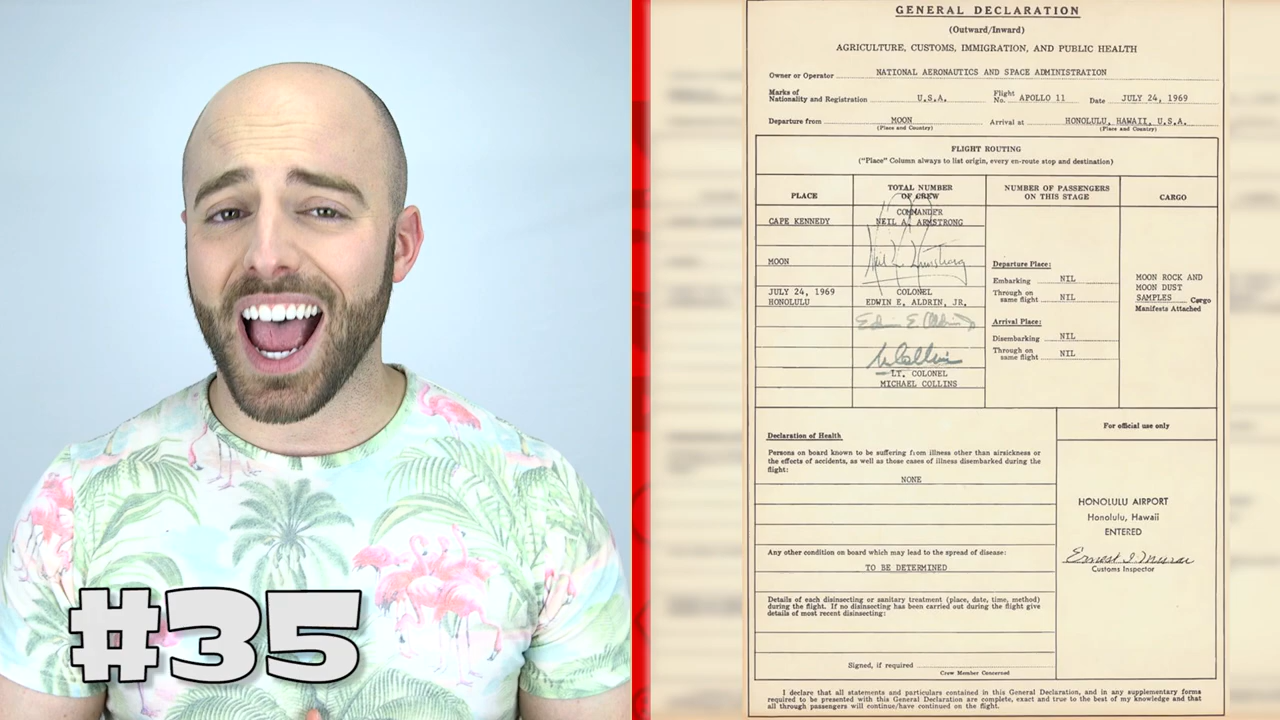 #35
GENERAL DECLARATION
(Outward/Inward)
AGRICULTURE, CUSTOMS, IMMIGRATION, AND PUBLIC HEALTH
Owner or Operator NATIONAL AERONAUTICS AND SPACE ADMINISTRATION
Marks of
Nationality and Registration U.S.A. Flight No. APOLLO 11 Date JULY 24, 1969
Departure from MOON Arrival at HONOLULU, HAWAII, U.S.A.
(Place and Country) (Place and Country)
FLIGHT ROUTING
("Place" Column always to list origin, every en-route stop and destination)
PLACE
TOTAL NUMBER
OF CREW
NUMBER OF PASSENGERS
ON THIS STAGE
CARGO
CAPE KENNEDY
MOON
JULY 24, 1969
HONOLULU
COMMANDER
NEIL A. ARMSTRONG
Neil A. Armstrong
COLONEL
EDWIN E. ALDRIN, JR.
Edwin E. Aldrin Jr
M Collins
LT. COLONEL
MICHAEL COLLINS
Departure Place:
Embarking NIL
Through on
same flight NIL
Arrival Place:
Disembarking NIL
Through on
same flight NIL
MOON ROCK AND
MOON DUST
SAMPLES Cargo
Manifests Attached
Declaration of Health
Persons on board known to be suffering from illness other than airsickness or
the effects of accidents, as well as those cases of illness disembarked during the
flight:
NONE
Any other condition on board which may lead to the spread of disease:
TO BE DETERMINED
Details of each disinsecting or sanitary treatment (place, date, time, method)
during the flight. If no disinsecting has been carried out during the flight give
details of most recent disinsecting:
Signed, if required
Crew Member Concerned
For official use only
HONOLULU AIRPORT
Honolulu, Hawaii
ENTERED
Ernest I. Murai
Customs Inspector
I declare that all statements and particulars contained in this General Declaration, and in any supplementary forms
required to be presented with this General Declaration are complete, exact and true to the best of my knowledge and that
all through passengers will continue/have continued on the flight.